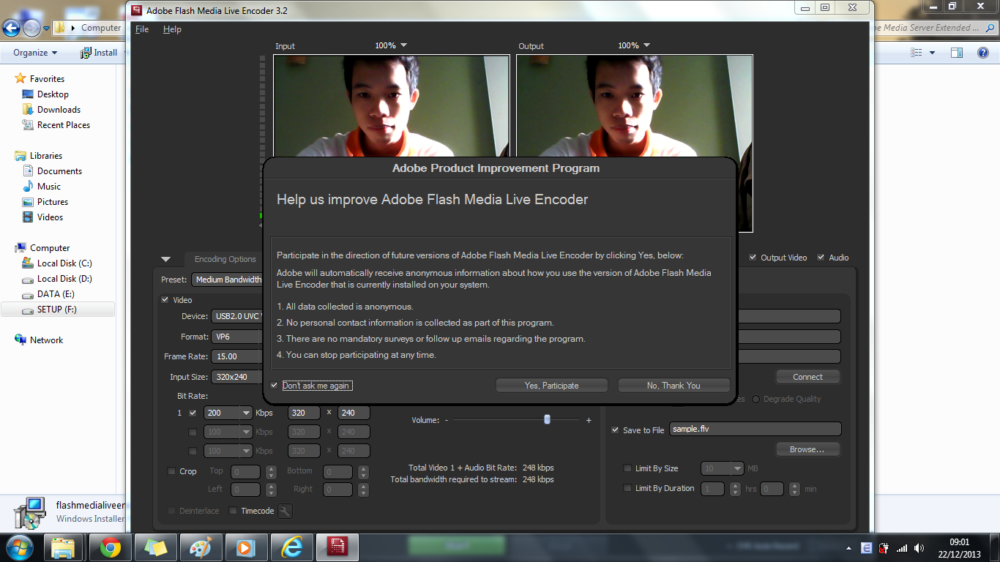 Adobe Flash Media Live Encoder 3.2
Computer
be Media Server Extended ...
File Help
Organize Install
Input 100% Output 100%
Favorites
Desktop
Downloads
Recent Places
Libraries
Documents
Music
Pictures
Videos
Computer
Local Disk (C:)
Local Disk (D:)
DATA (E:)
SETUP (F:)
Network
Adobe Product Improvement Program
Help us improve Adobe Flash Media Live Encoder
Participate in the direction of future versions of Adobe Flash Media Live Encoder by clicking Yes, below:
Adobe will automatically receive anonymous information about how you use the version of Adobe Flash Media
Live Encoder that is currently installed on your system.
1. All data collected is anonymous.
2. No personal contact information is collected as part of this program.
3. There are no mandatory surveys or follow up emails regarding the program.
4. You can stop participating at any time.
Don't ask me again Yes, Participate No, Thank You
Encoding Options Output Video Audio
Preset: Medium Bandwidth
Video
Device: USB2.0 UVC
Format: VP6
Frame Rate: 15.00
Input Size: 320x240
Connect
Bit Rate:
Degrade Quality
1 200 Kbps 320 x 240
100 Kbps 320 x 240
100 Kbps 320 x 240
Volume: - +
Save to File sample.flv
Browse...
Crop Top 0 Bottom 0
Left 0 Right 0
Total Video 1 + Audio Bit Rate: 248 kbps
Total bandwidth required to stream: 248 kbps
Limit By Size 10 MB
Limit By Duration 1 hrs 0 min
Deinterlace Timecode
flashmedialiveen
Windows Installer
09:01
22/12/2013